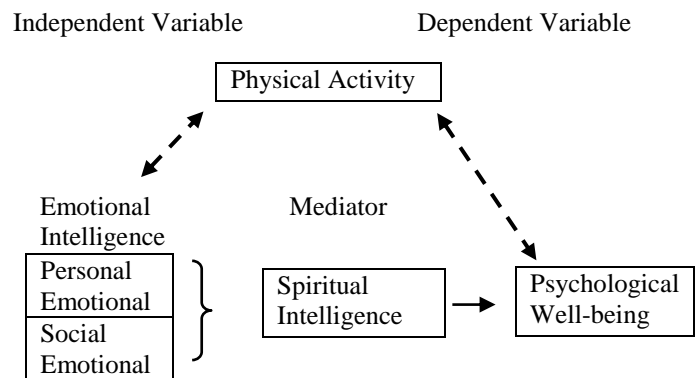 Independent Variable
Dependent Variable
Physical Activity
Emotional
Intelligence
Mediator
Personal
Emotional
Social
Emotional
Spiritual
Intelligence
Psychological
Well-being